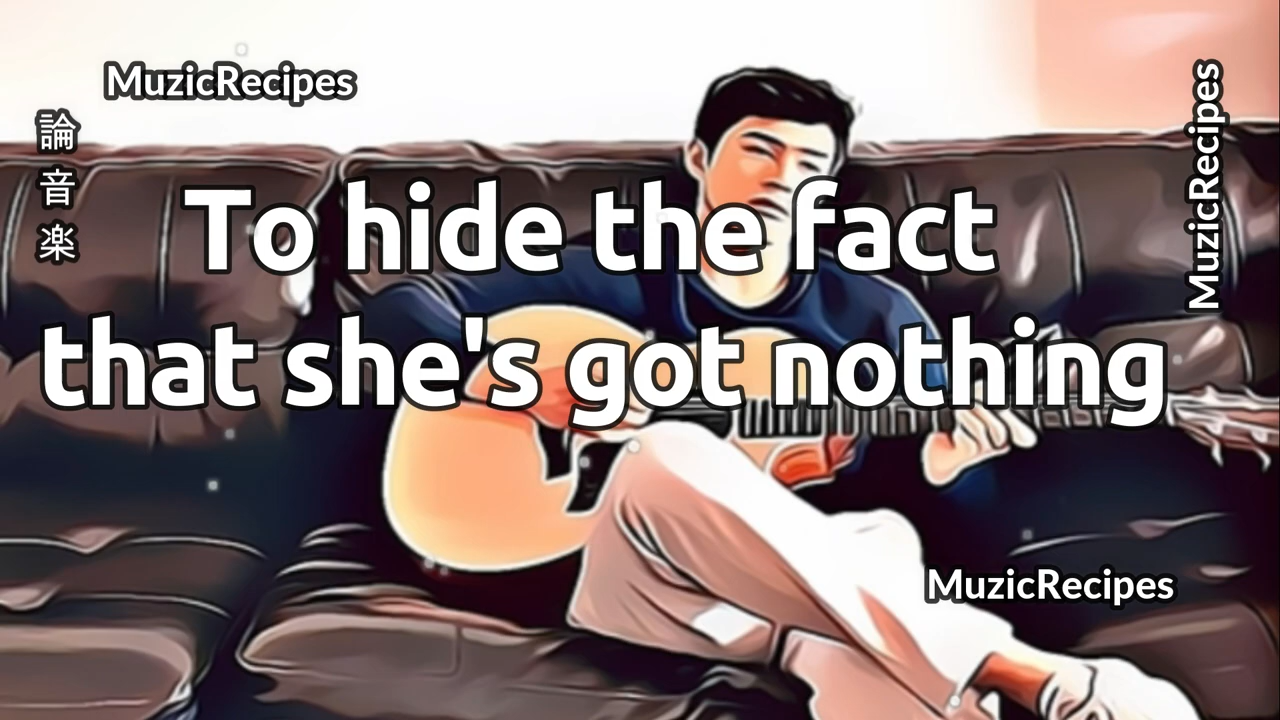 MuzicRecipes
論
音
楽
MuzicRecipes
To hide the fact
that she's got nothing
MuzicRecipes